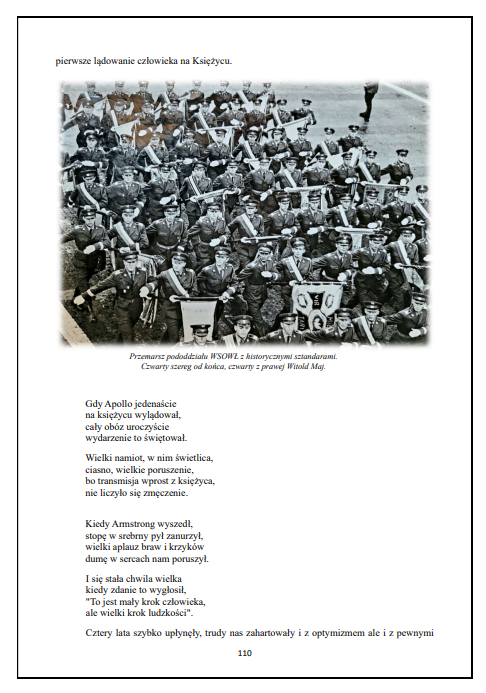 pierwsze lądowanie człowieka na Księżycu.
Przemarsz pododdziału WSOWŁ z historycznymi sztandarami.
Czwarty szereg od końca, czwarty z prawej Witold Maj.
Gdy Apollo jedenaście
na księżycu wylądował,
cały obóz uroczyście
wydarzenie to świętował.
Wielki namiot, w nim świetlica,
ciasno, wielkie poruszenie,
bo transmisja wprost z księżyca,
nie liczyło się zmęczenie.
Kiedy Armstrong wyszedł,
stopę w srebrny pył zanurzył,
wielki aplauz braw i krzyków
dumę w sercach nam poruszył.
I się stała chwila wielka
kiedy zdanie to wygłosił,
"To jest mały krok człowieka,
ale wielki krok ludzkości".
Cztery lata szybko upłynęły, trudy nas zahartowały i z optymizmem ale i z pewnymi
110